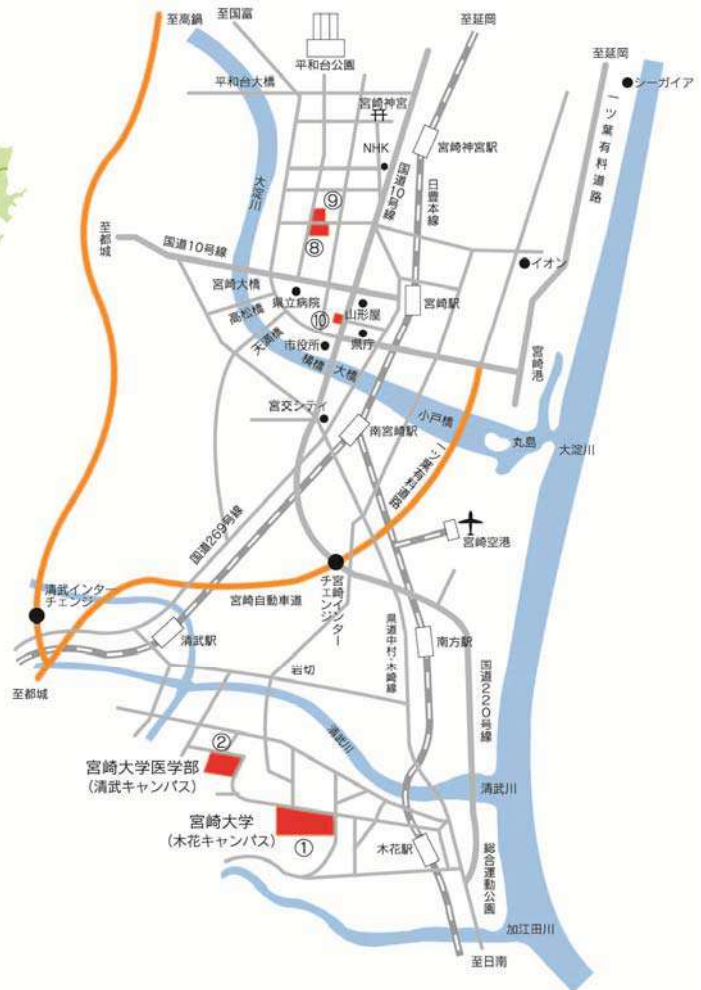 至高鍋
至国富
至延岡
至延岡
平和台公園
シーガイア
平和台大橋
宮崎神宮
一ツ葉有料道路
NHK
宮崎神宮駅
大淀川
国道10号線
日豊本線
⑨
至都城
⑧
国道10号線
イオン
宮崎大橋
県立病院
宮崎駅
高松橋
⑩
山形屋
天満橋
市役所
県庁
橘橋
大橋
宮崎港
宮交シティ
小戸橋
南宮崎駅
丸島
大淀川
一ツ葉有料道路
国道269号線
宮崎空港
清武インター
チェンジ
宮崎自動車道
宮崎インター
チェンジ
清武駅
県道中村・木崎線
南方駅
岩切
国道220号線
至都城
清武川
②
宮崎大学医学部
(清武キャンパス)
清武川
宮崎大学
(木花キャンパス)
①
木花駅
総合運動公園
加江田川
至日南